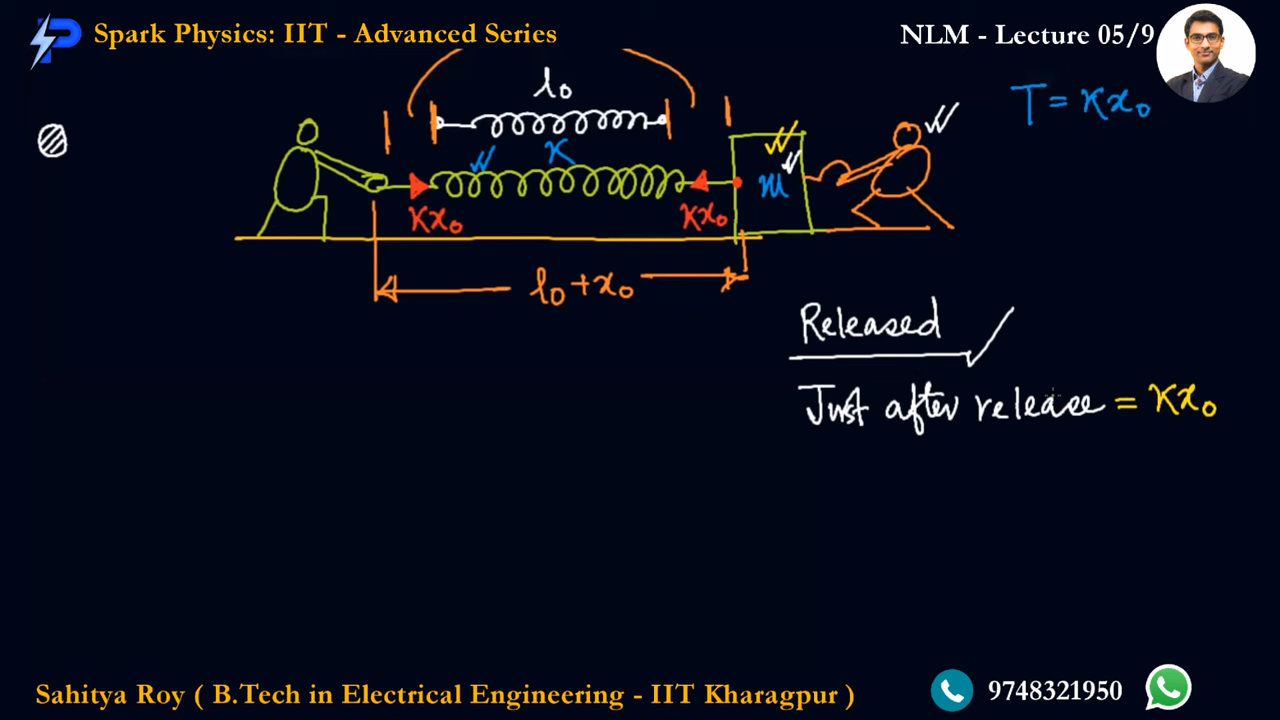 Spark Physics: IIT - Advanced Series
NLM - Lecture 05/9
l₀
T = Kx₀
K
m
Kx₀
Kx₀
l₀+x₀
Released
Just after release = Kx₀
Sahitya Roy ( B.Tech in Electrical Engineering - IIT Kharagpur )
9748321950